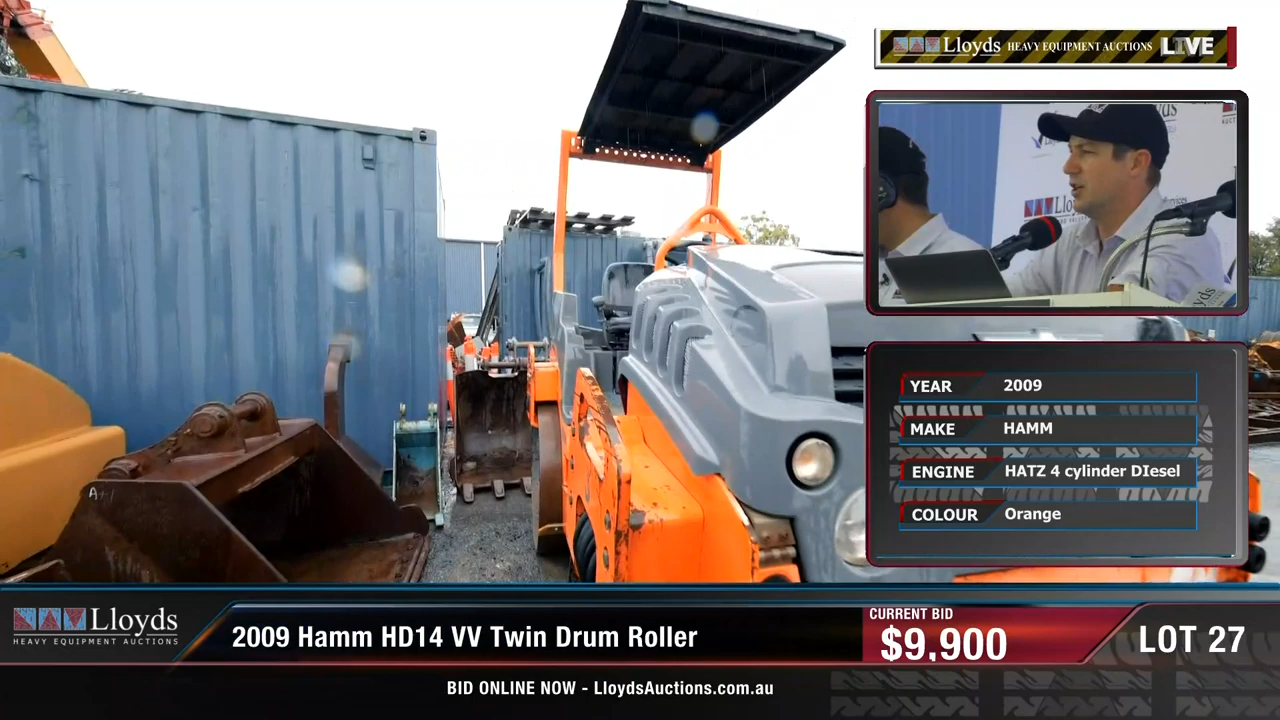 Lloyds HEAVY EQUIPMENT AUCTIONS LIVE
Lloyds
YEAR 2009
MAKE HAMM
ENGINE HATZ 4 cylinder DIesel
COLOUR Orange
Lloyds
HEAVY EQUIPMENT AUCTIONS
2009 Hamm HD14 VV Twin Drum Roller
CURRENT BID
$9,900
LOT 27
BID ONLINE NOW - LloydsAuctions.com.au